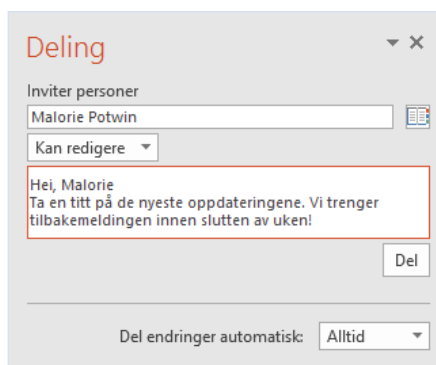 Deling
Inviter personer
Malorie Potwin
Kan redigere
Hei, Malorie
Ta en titt på de nyeste oppdateringene. Vi trenger
tilbakemeldingen innen slutten av uken!
Del
Del endringer automatisk: Alltid